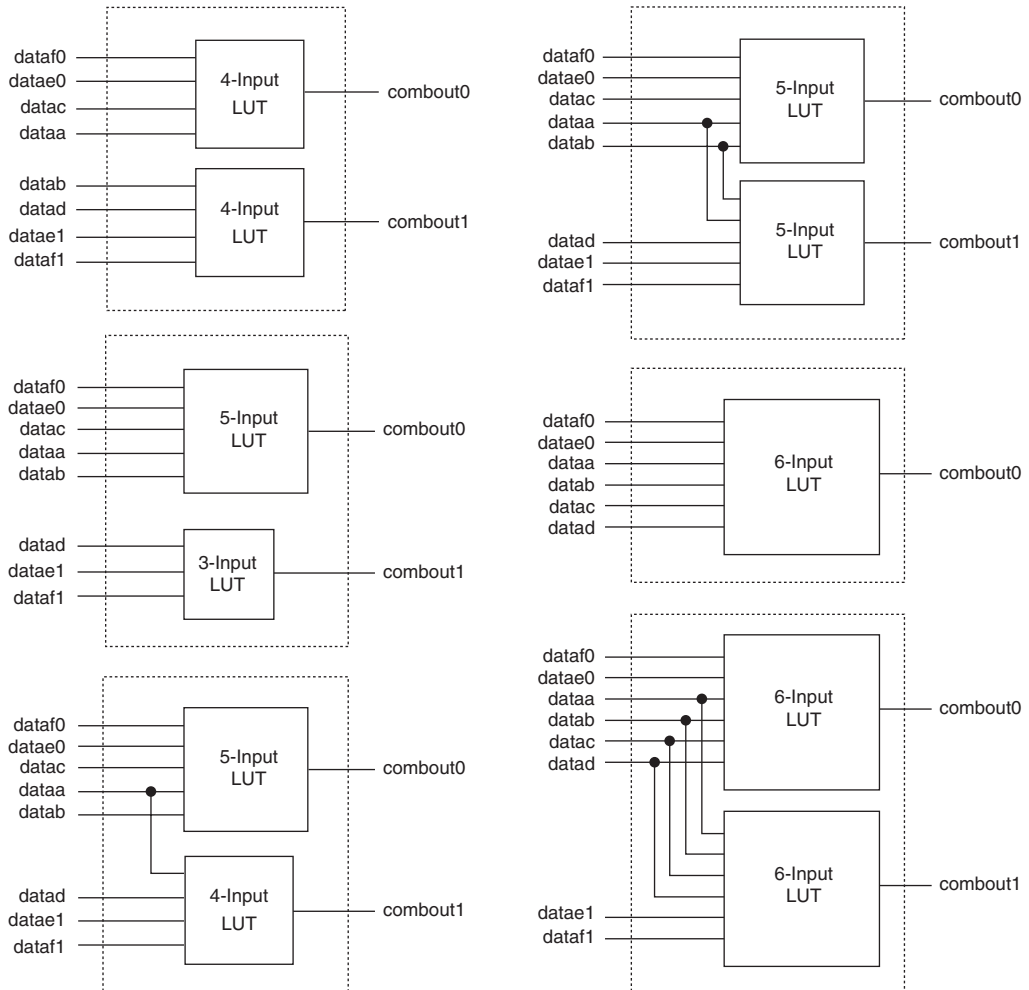 dataf0
datae0
datac
dataa
4-Input
LUT
combout0
datab
datad
datae1
dataf1
4-Input
LUT
combout1
dataf0
datae0
datac
dataa
datab
5-Input
LUT
combout0
datad
datae1
dataf1
3-Input
LUT
combout1
dataf0
datae0
datac
dataa
datab
5-Input
LUT
combout0
datad
datae1
dataf1
4-Input
LUT
combout1
dataf0
datae0
datac
dataa
datab
5-Input
LUT
combout0
datad
datae1
dataf1
5-Input
LUT
combout1
dataf0
datae0
dataa
datab
datac
datad
6-Input
LUT
combout0
dataf0
datae0
dataa
datab
datac
datad
6-Input
LUT
combout0
datae1
dataf1
6-Input
LUT
combout1